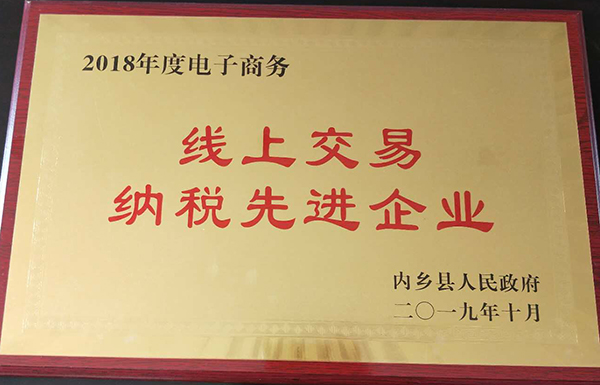 2018年度电子商务
线上交易
纳税先进企业
内乡县人民政府
二〇一九年十月